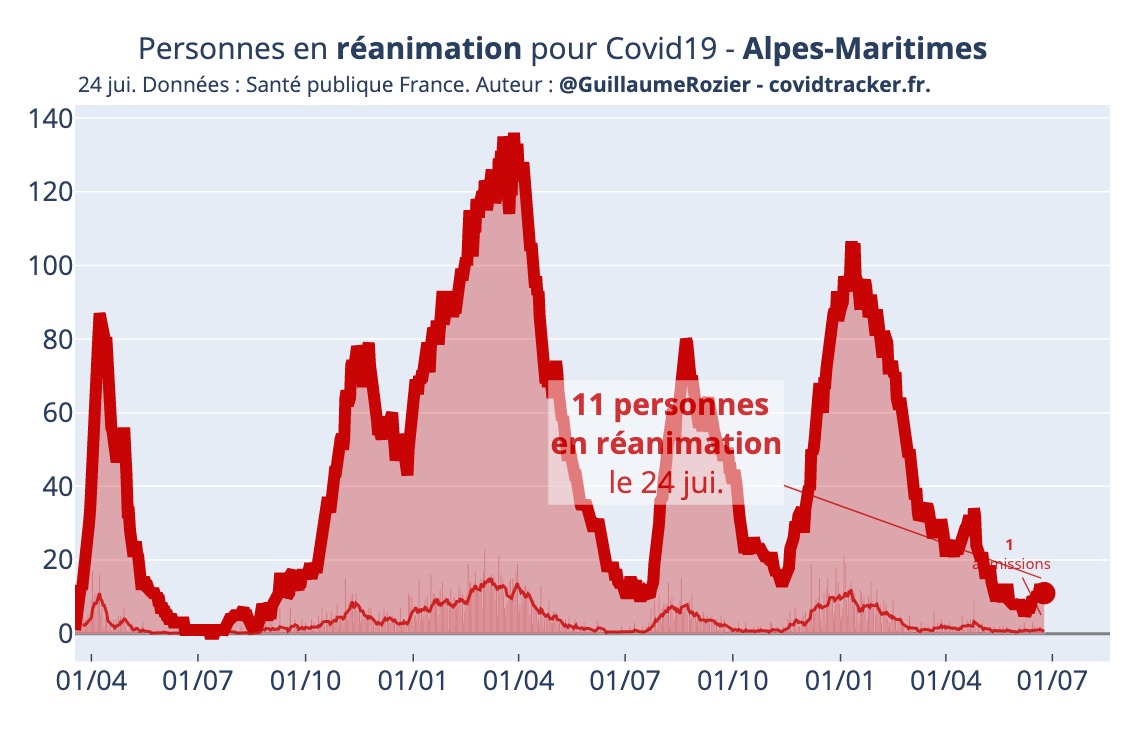 Personnes en réanimation pour Covid19 - Alpes-Maritimes
24 jui. Données : Santé publique France. Auteur : @GuillaumeRozier - covidtracker.fr.
140
120
100
80
60
40
20
0
11 personnes
en réanimation
le 24 jui.
1
admissions
01/04 01/07 01/10 01/01 01/04 01/07 01/10 01/01 01/04 01/07